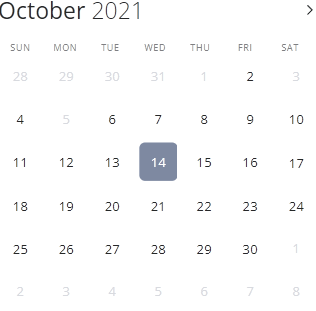 October 2021 >
SUN MON TUE WED THU FRI SAT
28 29 30 31 1 2 3
4 5 6 7 8 9 10
11 12 13 14 15 16 17
18 19 20 21 22 23 24
25 26 27 28 29 30 1
2 3 4 5 6 7 8